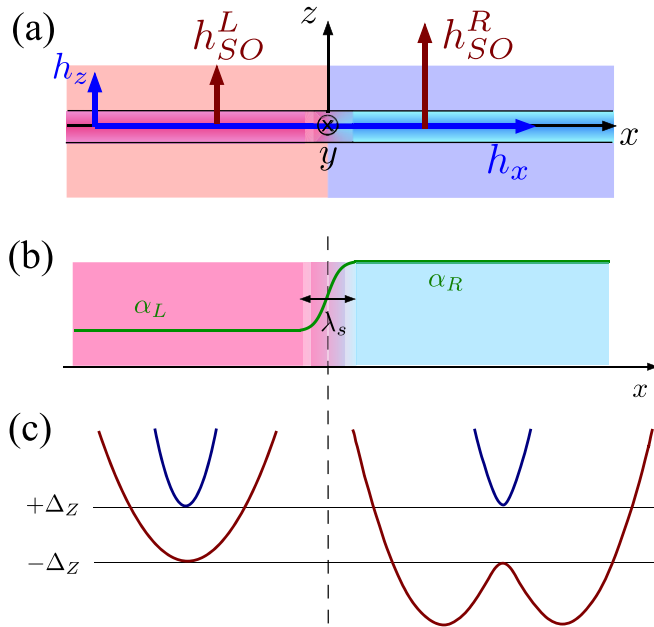 (a)
z
h_z
h_{SO}^L
h_{SO}^R
x
y
h_x
(b)
α_L
α_R
λ_s
x
(c)
+Δ_Z
−Δ_Z